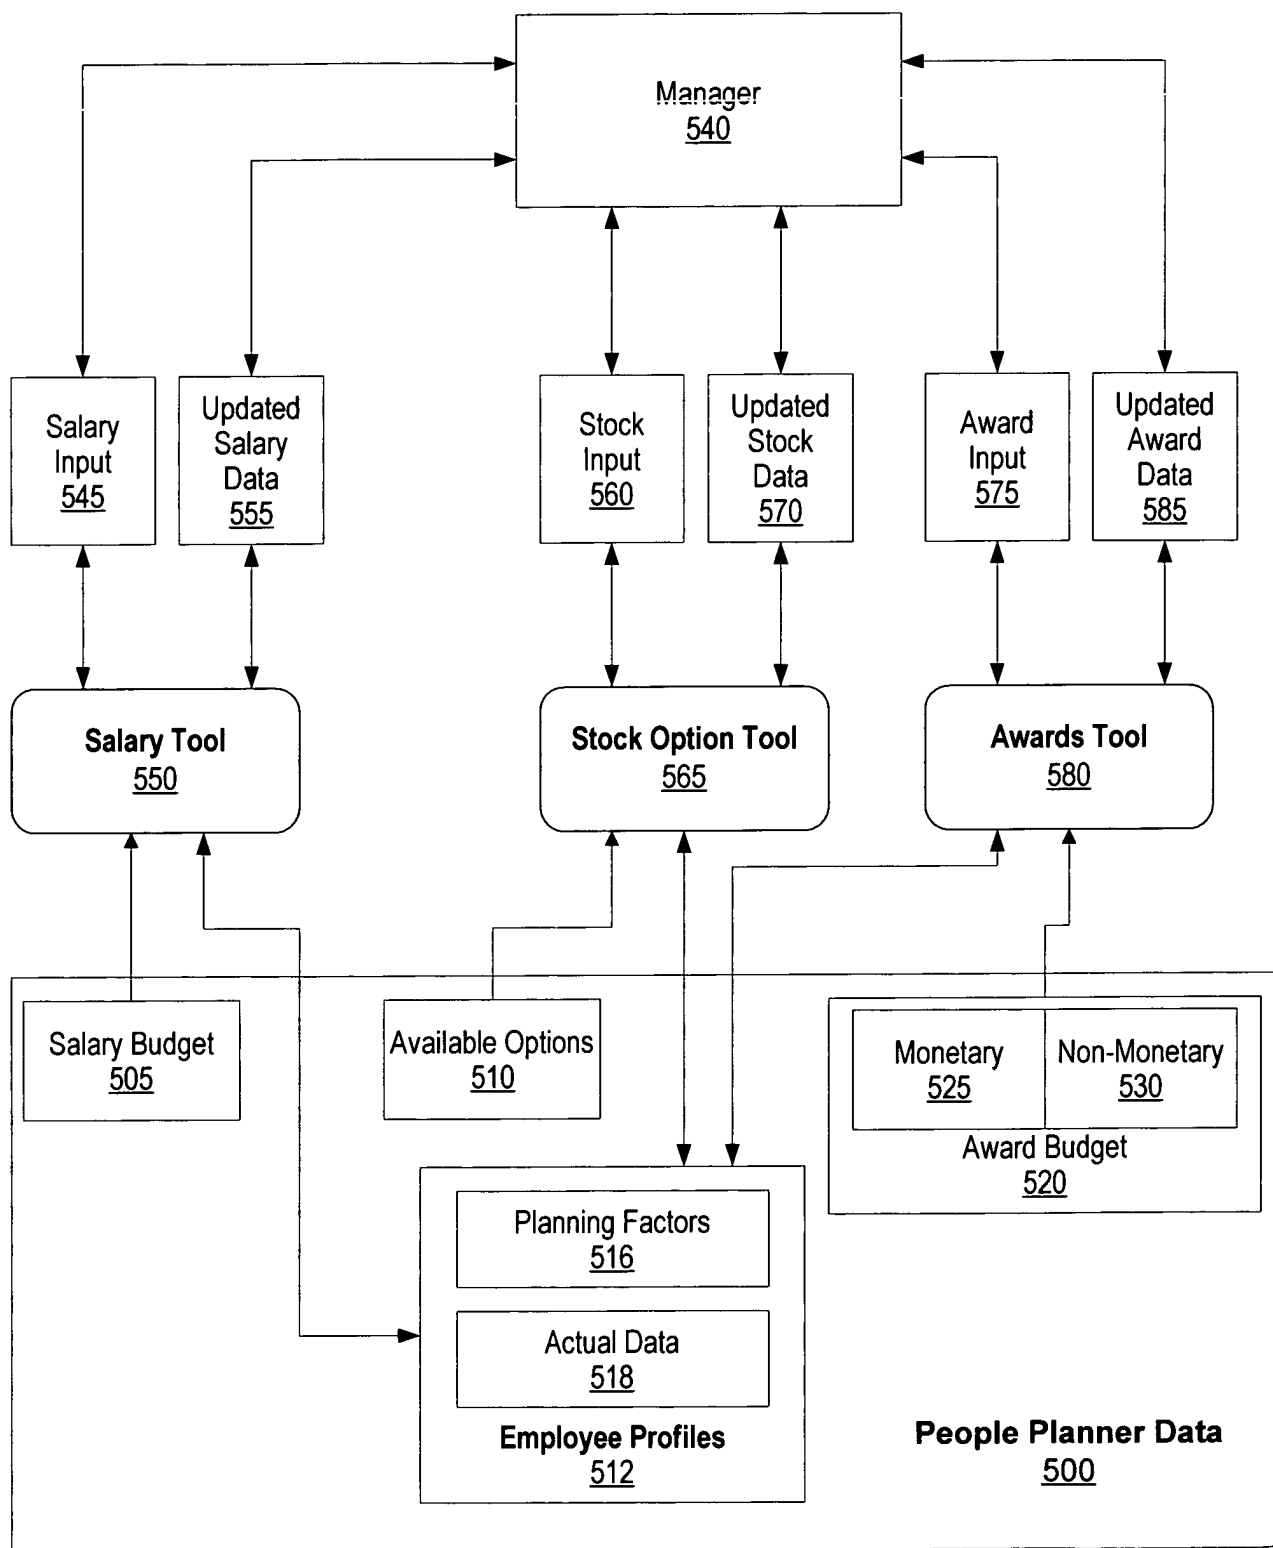 Manager
540
Salary
Input
545
Updated
Salary
Data
555
Stock
Input
560
Updated
Stock
Data
570
Award
Input
575
Updated
Award
Data
585
Salary Tool
550
Stock Option Tool
565
Awards Tool
580
Salary Budget
505
Available Options
510
Monetary
525
Non-Monetary
530
Award Budget
520
Planning Factors
516
Actual Data
518
Employee Profiles
512
People Planner Data
500